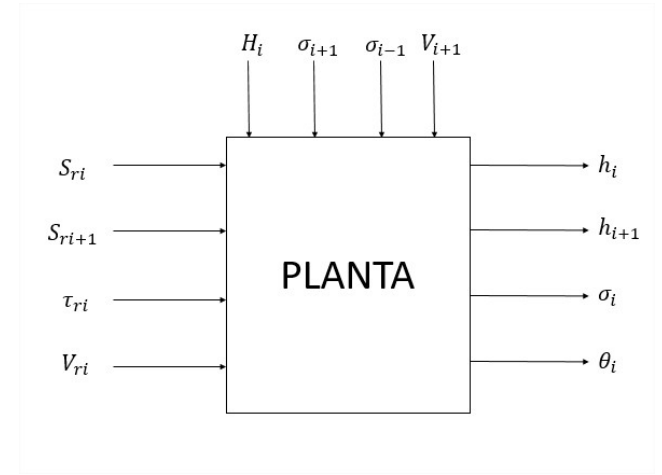 H_i σ_{i+1} σ_{i−1} V_{i+1}
S_{ri} h_i
S_{ri+1} h_{i+1}
PLANTA
τ_{ri} σ_i
V_{ri} θ_i